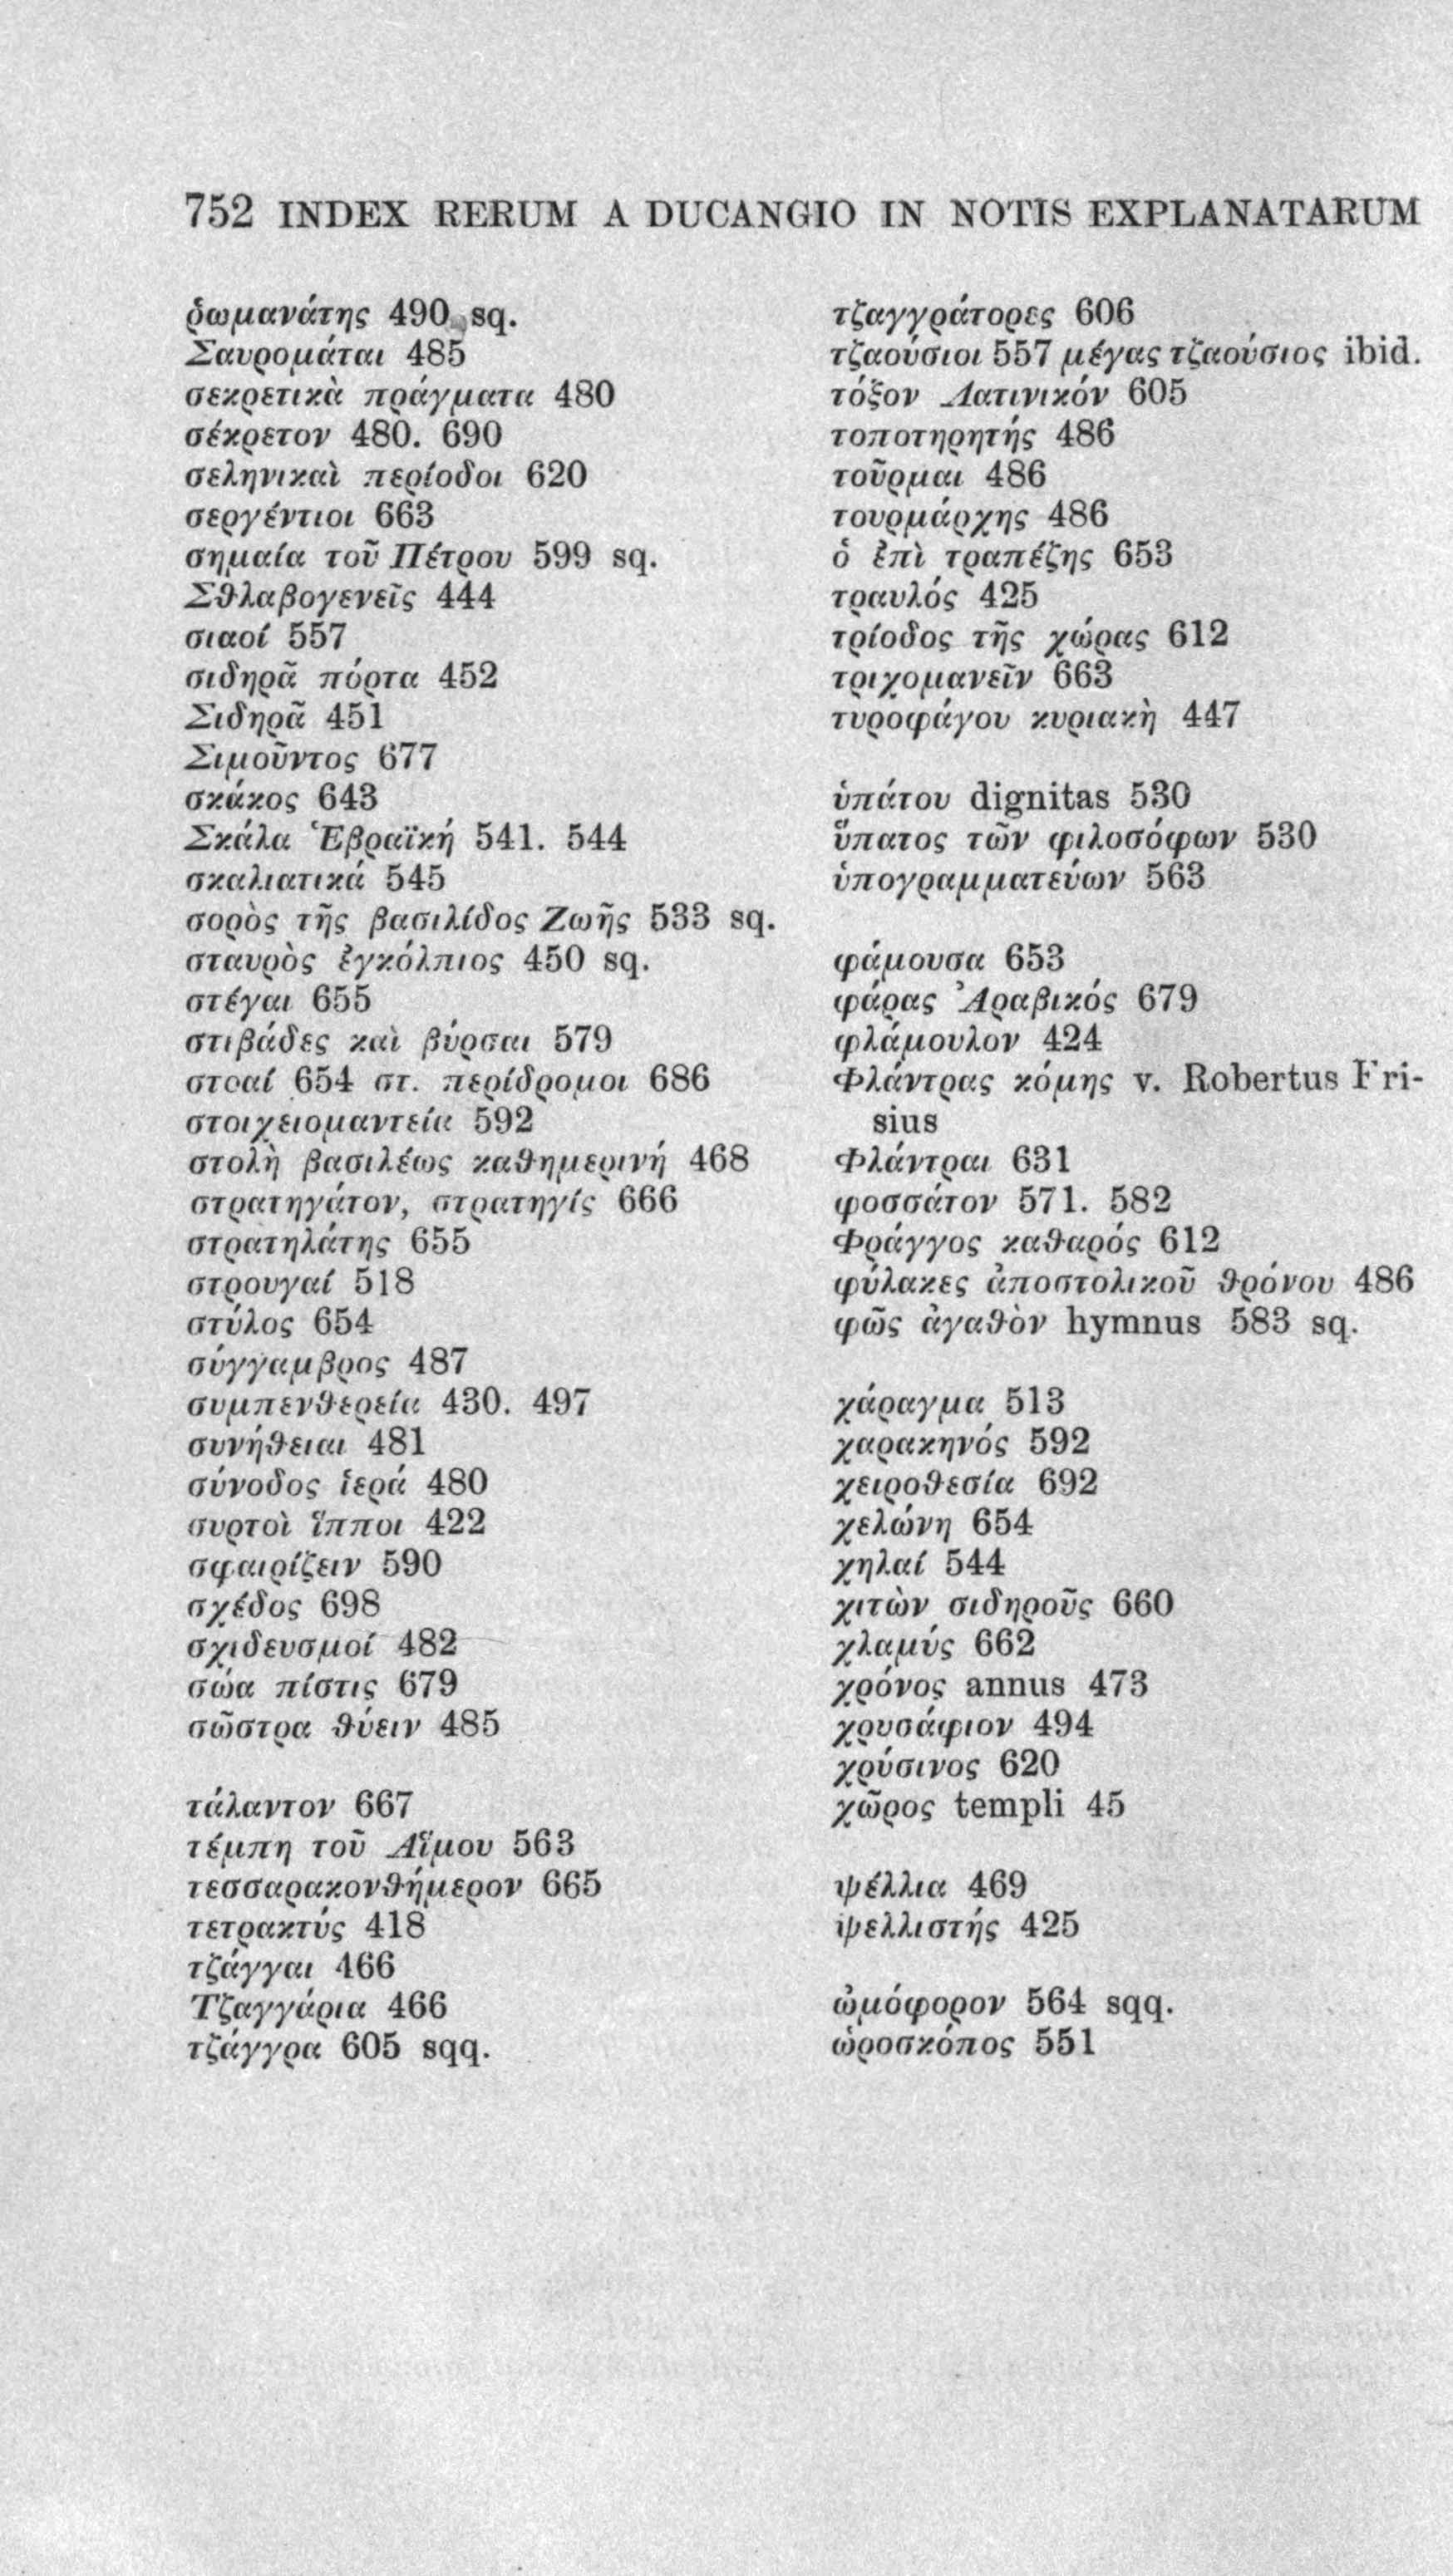 752 INDEX RERUM A DUCANGIO IN NOTIS EXPLANATARUM
ῥωμανάτης 490 sq.
Σαυρομάται 485
σεκρετικὰ πράγματα 480
σέκρετον 480. 690
σεληνικαὶ περίοδοι 620
σεργέντιοι 663
σημαία τοῦ Πέτρου 599 sq.
Σθλαβογενεῖς 444
σιαοί 557
σιδηρᾶ πόρτα 452
Σιδηρᾶ 451
Σιμοῦντος 677
σκάκος 643
Σκάλα Ἑβραϊκή 541. 544
σκαλιατικά 545
σορὸς τῆς βασιλίδος Ζωῆς 533 sq.
σταυρὸς ἐγκόλπιος 450 sq.
στέγαι 655
στιβάδες καὶ βύρσαι 579
στοαί 654 στ. περίδρομοι 686
στοιχειομαντεία 592
στολὴ βασιλέως καθημερινή 468
στρατηγάτον, στρατηγίς 666
στρατηλάτης 655
στρουγαί 518
στύλος 654
σύγγαμβρος 487
συμπενθερεία 430. 497
συνήθειαι 481
σύνοδος ἱερά 480
συρτοὶ ἵπποι 422
σφαιρίζειν 590
σχέδος 698
σχιδευσμοί 482
σώα πίστις 679
σῶστρα θύειν 485
τάλαντον 667
τέμπη τοῦ Αἵμου 563
τεσσαρακονθήμερον 665
τετρακτύς 418
τζάγγαι 466
Τζαγγάρια 466
τζάγγρα 605 sqq.
τζαγγράτορες 606
τζαούσιοι 557 μέγας τζαούσιος ibid.
τόξον Λατινικόν 605
τοποτηρητής 486
τοῦρμαι 486
τουρμάρχης 486
ὁ ἐπὶ τραπέζης 653
τραυλός 425
τρίοδος τῆς χώρας 612
τριχομανεῖν 663
τυροφάγου κυριακὴ 447
ὑπάτου dignitas 530
ὕπατος τῶν φιλοσόφων 530
ὑπογραμματεύων 563
φάμουσα 653
φάρας Ἀραβικός 679
φλάμουλον 424
Φλάντρας κόμης v. Robertus Fri-
sius
Φλάντραι 631
φοσσάτον 571. 582
Φράγγος καθαρός 612
φύλακες ἀποστολικοῦ θρόνου 486
φῶς ἀγαθὸν hymnus 583 sq.
χάραγμα 513
χαρακηνός 592
χειροθεσία 692
χελώνη 654
χηλαί 544
χιτὼν σιδηροῦς 660
χλαμύς 662
χρόνος annus 473
χρυσάφιον 494
χρύσινος 620
χῶρος templi 45
ψέλλια 469
ψελλιστής 425
ὠμόφορον 564 sqq.
ὡροσκόπος 551